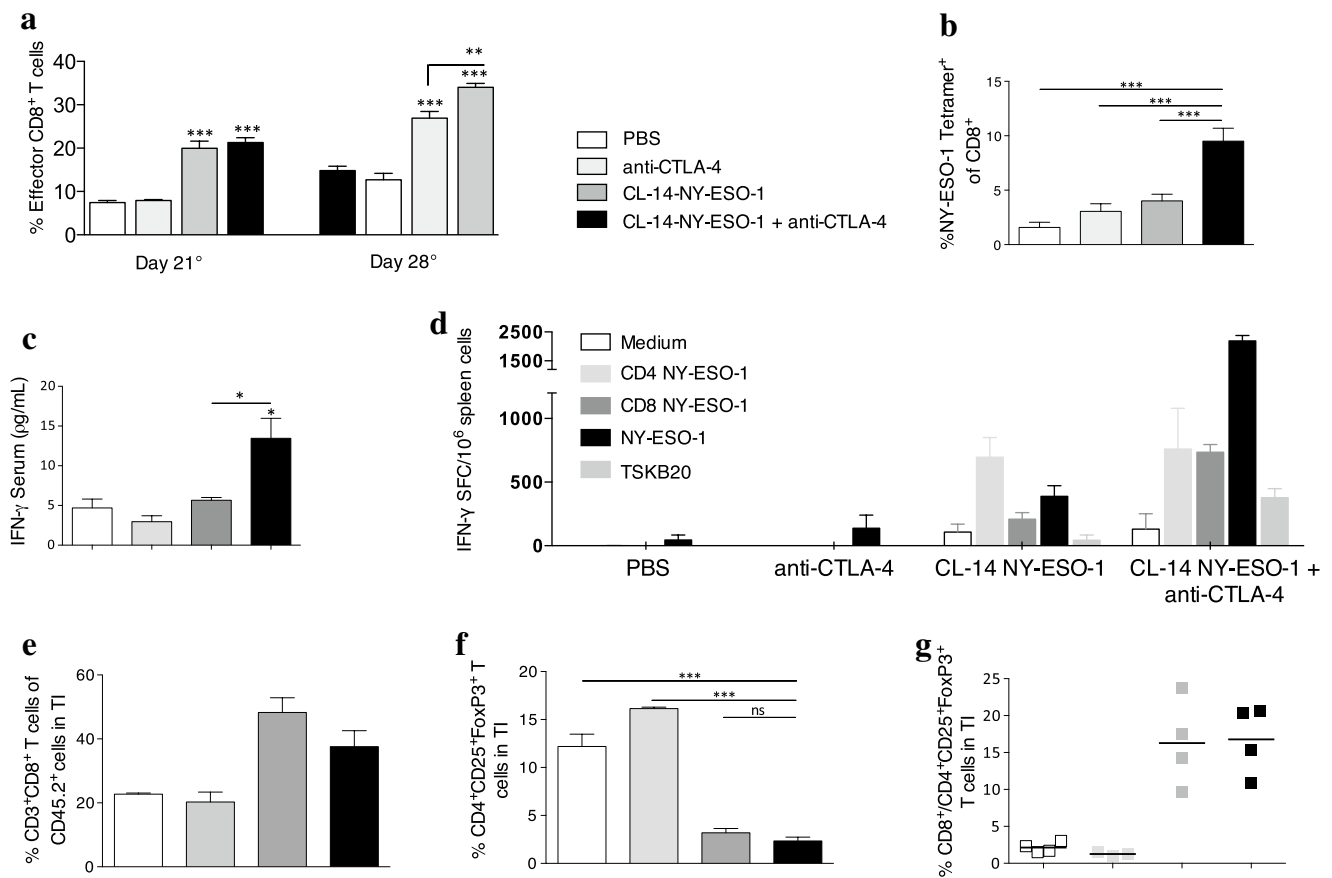 a
% Effector CD8+ T cells
40
30
20
10
0
***
***
***
**
***
Day 21°
Day 28°
PBS
anti-CTLA-4
CL-14-NY-ESO-1
CL-14-NY-ESO-1 + anti-CTLA-4
b
%NY-ESO-1 Tetramer+
of CD8+
15
10
5
0
***
***
***
c
IFN-γ Serum (ρg/mL)
20
15
10
5
0
*
*
d
IFN-γ SFC/10⁶ spleen cells
2500
1500
1000
500
0
Medium
CD4 NY-ESO-1
CD8 NY-ESO-1
NY-ESO-1
TSKB20
PBS
anti-CTLA-4
CL-14 NY-ESO-1
CL-14 NY-ESO-1 +
anti-CTLA-4
e
% CD3+CD8+ T cells of
CD45.2+ cells in TI
60
40
20
0
f
% CD4+CD25+FoxP3+ T
cells in TI
20
15
10
5
0
***
***
ns
g
% CD8+/CD4+CD25+FoxP3+
T cells in TI
25
20
15
10
5
0